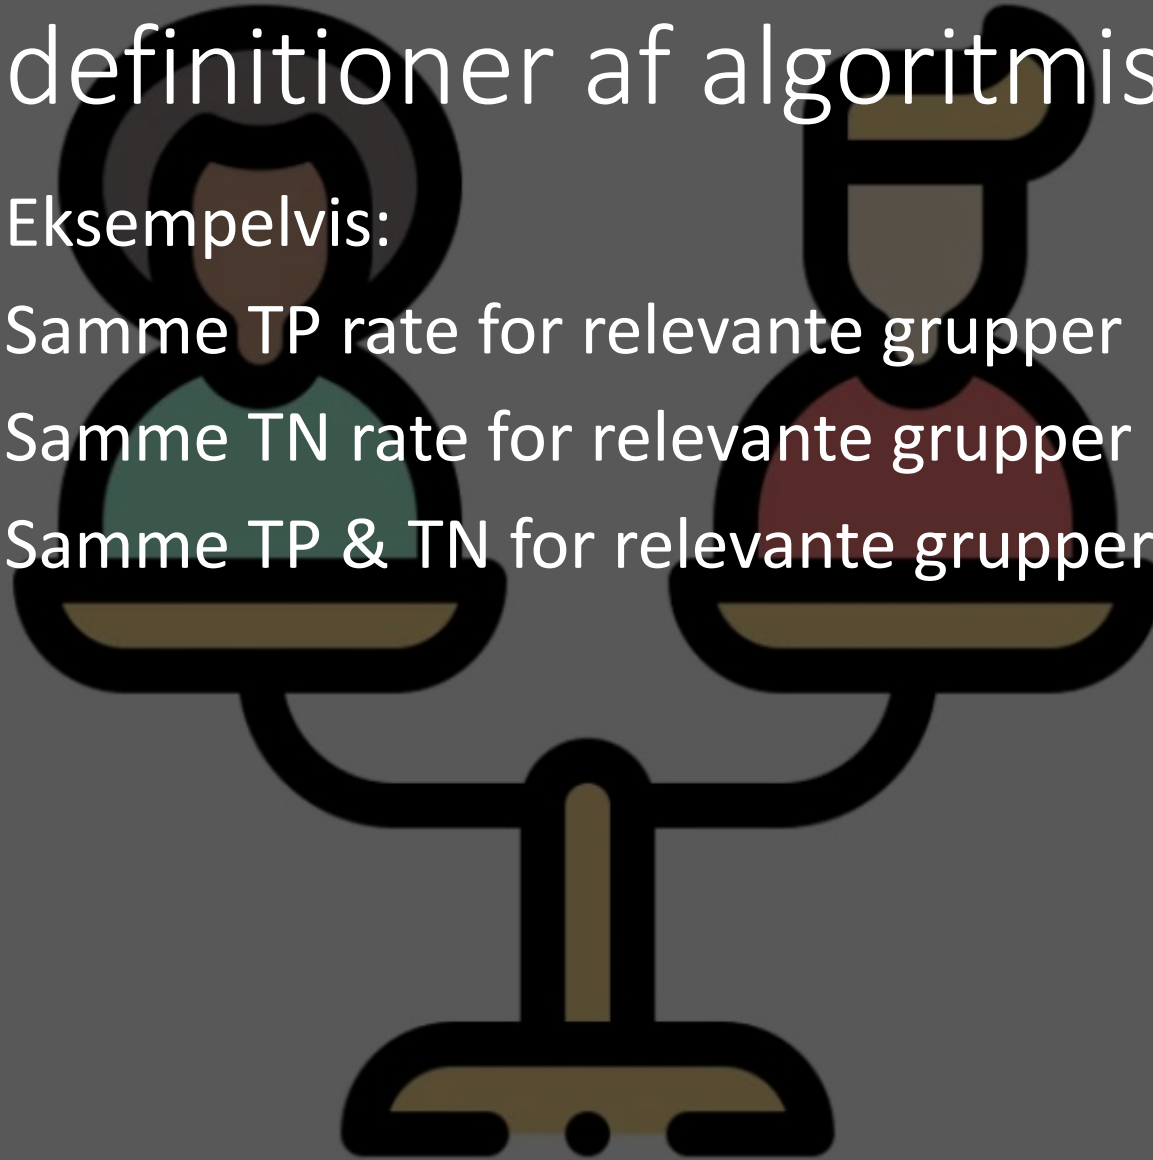 definitioner af algoritmis
Eksempelvis:
Samme TP rate for relevante grupper
Samme TN rate for relevante grupper
Samme TP & TN for relevante grupper